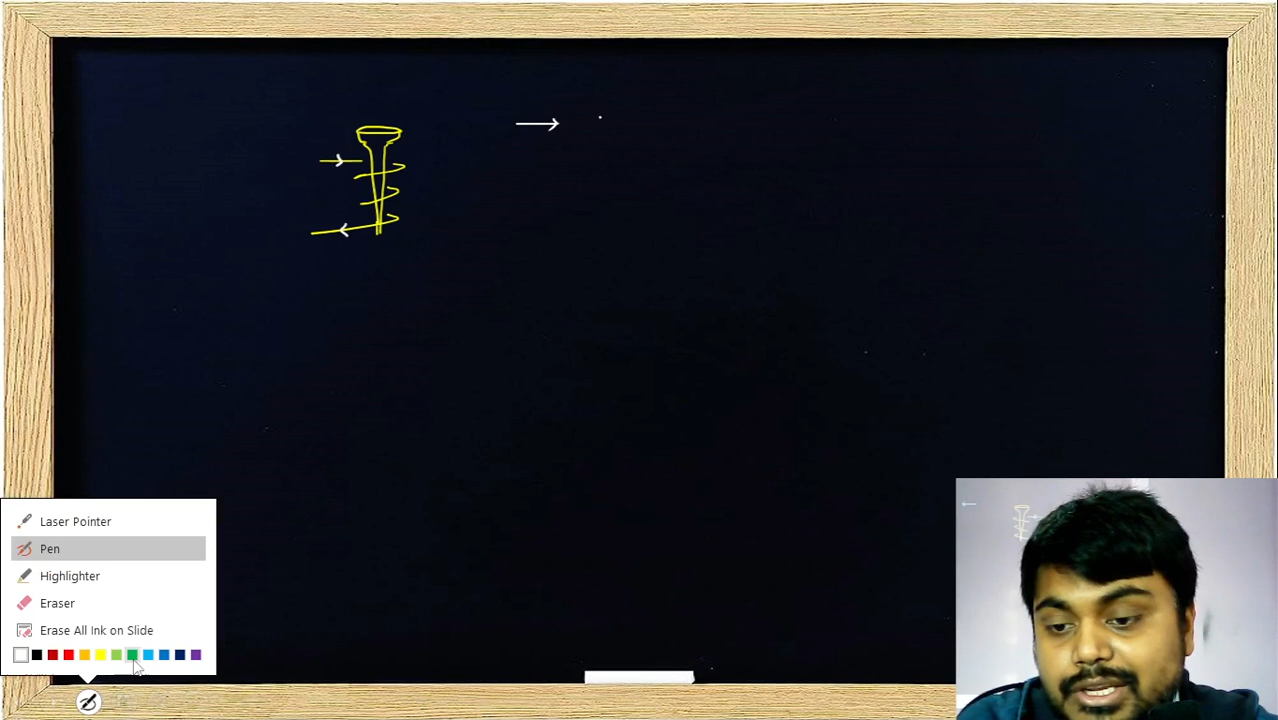 Laser Pointer
Pen
Highlighter
Eraser
Erase All Ink on Slide